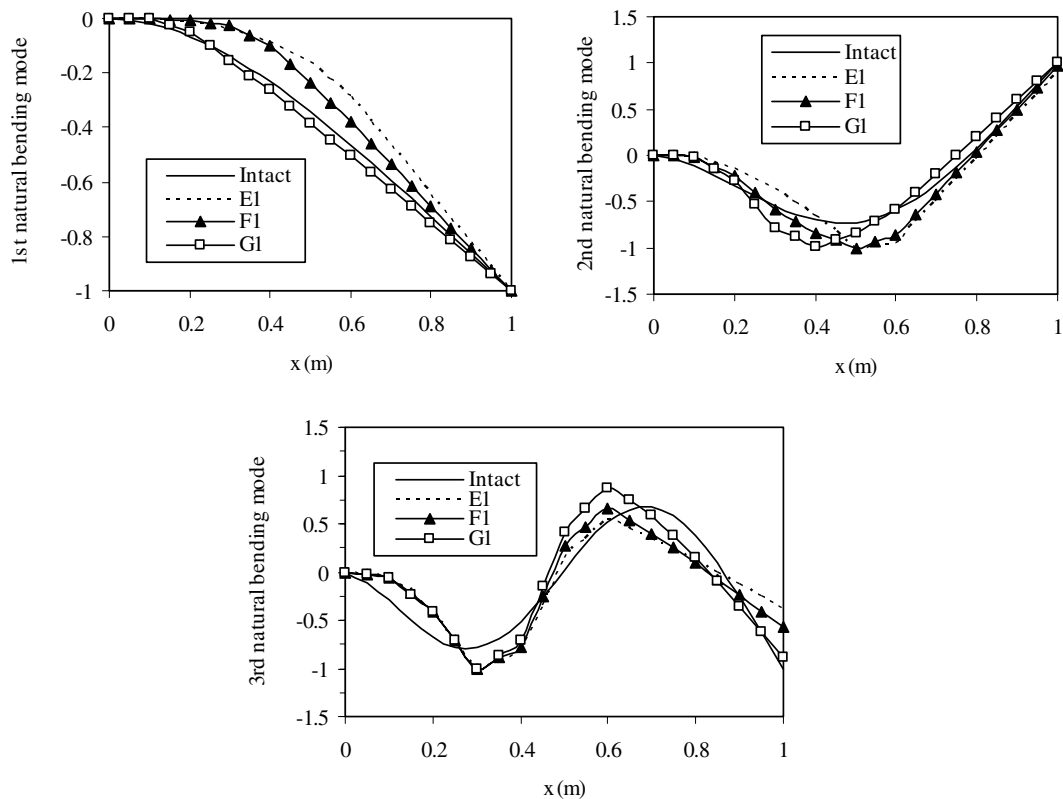 1st natural bending mode
0
-0.2
-0.4
-0.6
-0.8
-1
Intact
E1
F1
G1
0 0.2 0.4 0.6 0.8 1
x (m)
2nd natural bending mode
1.5
1
0.5
0
-0.5
-1
-1.5
Intact
E1
F1
G1
0 0.2 0.4 0.6 0.8 1
x (m)
3rd natural bending mode
1.5
1
0.5
0
-0.5
-1
-1.5
Intact
E1
F1
G1
0 0.2 0.4 0.6 0.8 1
x (m)